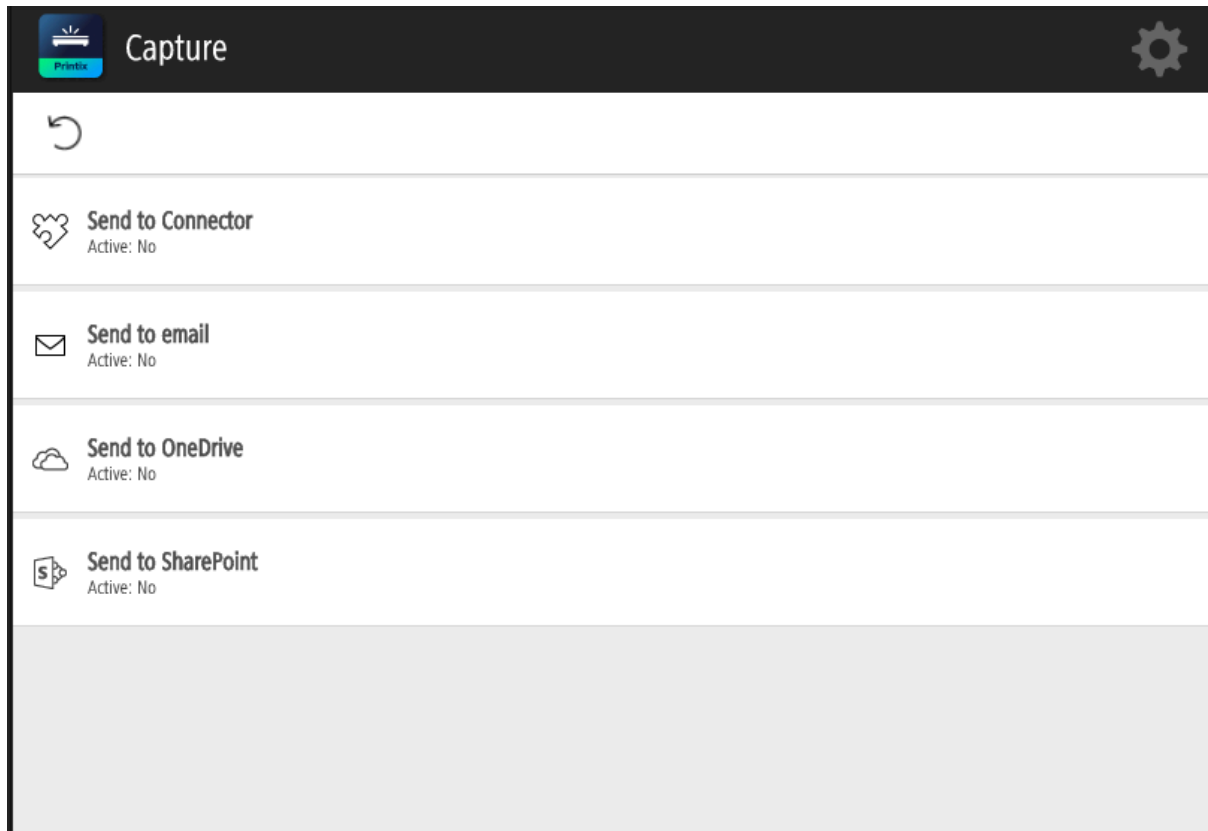 Printix
Capture
Send to Connector
Active: No
Send to email
Active: No
Send to OneDrive
Active: No
S
Send to SharePoint
Active: No